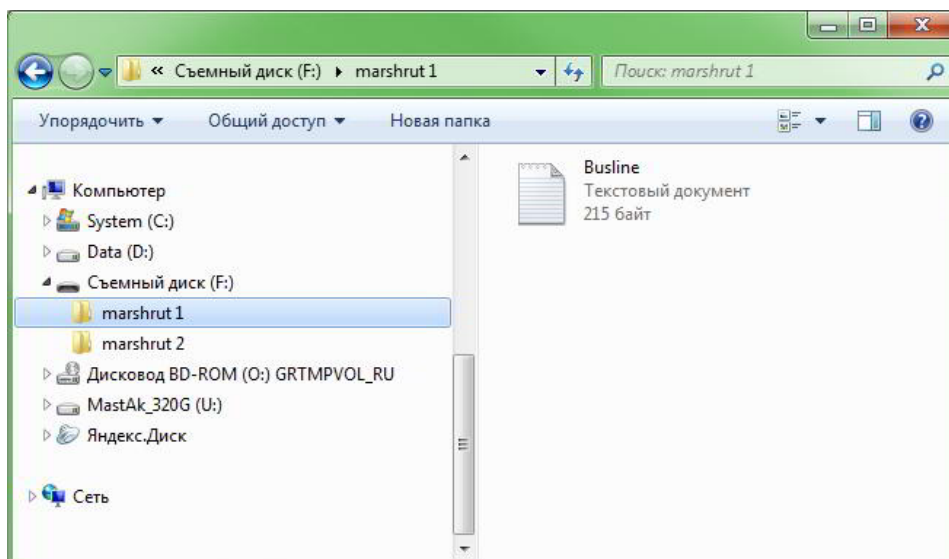 « Съемный диск (F:) ▸ marshrut 1
Поиск: marshrut 1
Упорядочить ▼ Общий доступ ▼ Новая папка
Компьютер
System (C:)
Data (D:)
Съемный диск (F:)
marshrut 1
marshrut 2
Дисковод BD-ROM (O:) GRTMPVOL_RU
MastAk_320G (U:)
Яндекс.Диск
Сеть
Busline
Текстовый документ
215 байт